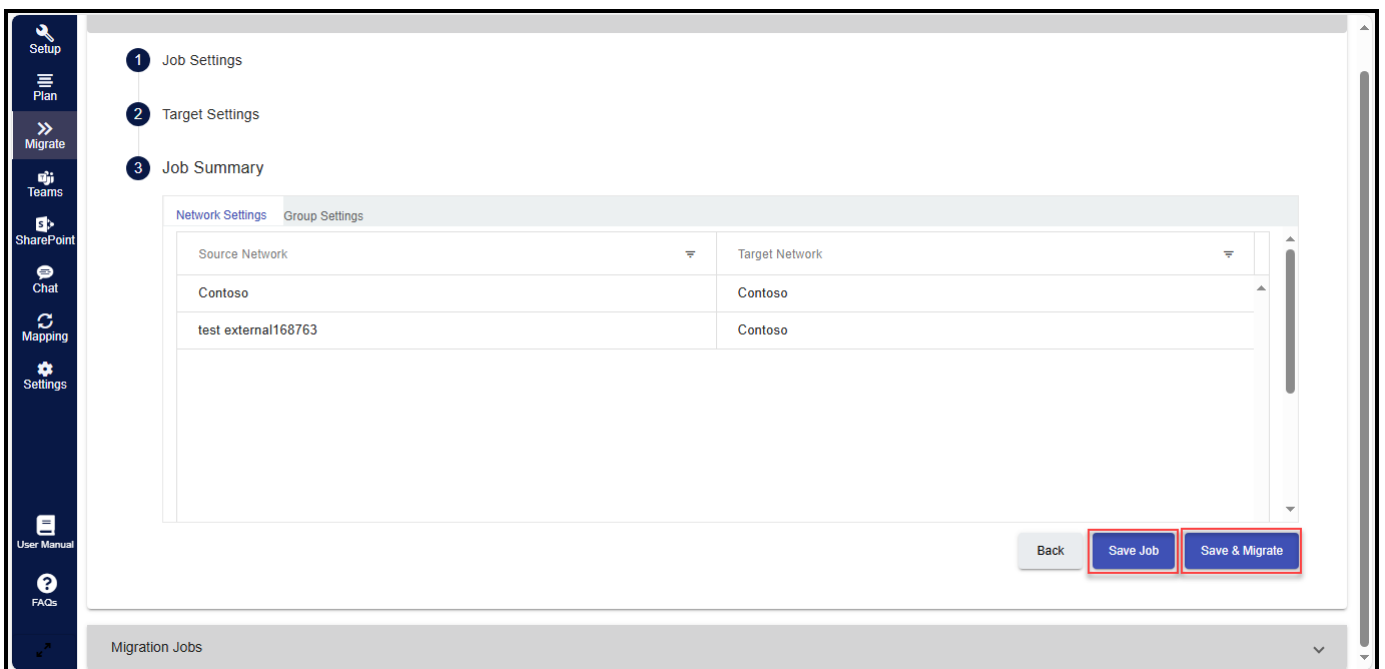 Setup
Plan
Migrate
Teams
SharePoint
Chat
Mapping
Settings
User Manual
FAQs
1 Job Settings
2 Target Settings
3 Job Summary
Network Settings Group Settings
Source Network Target Network
Contoso Contoso
test external168763 Contoso
Back Save Job Save & Migrate
Migration Jobs